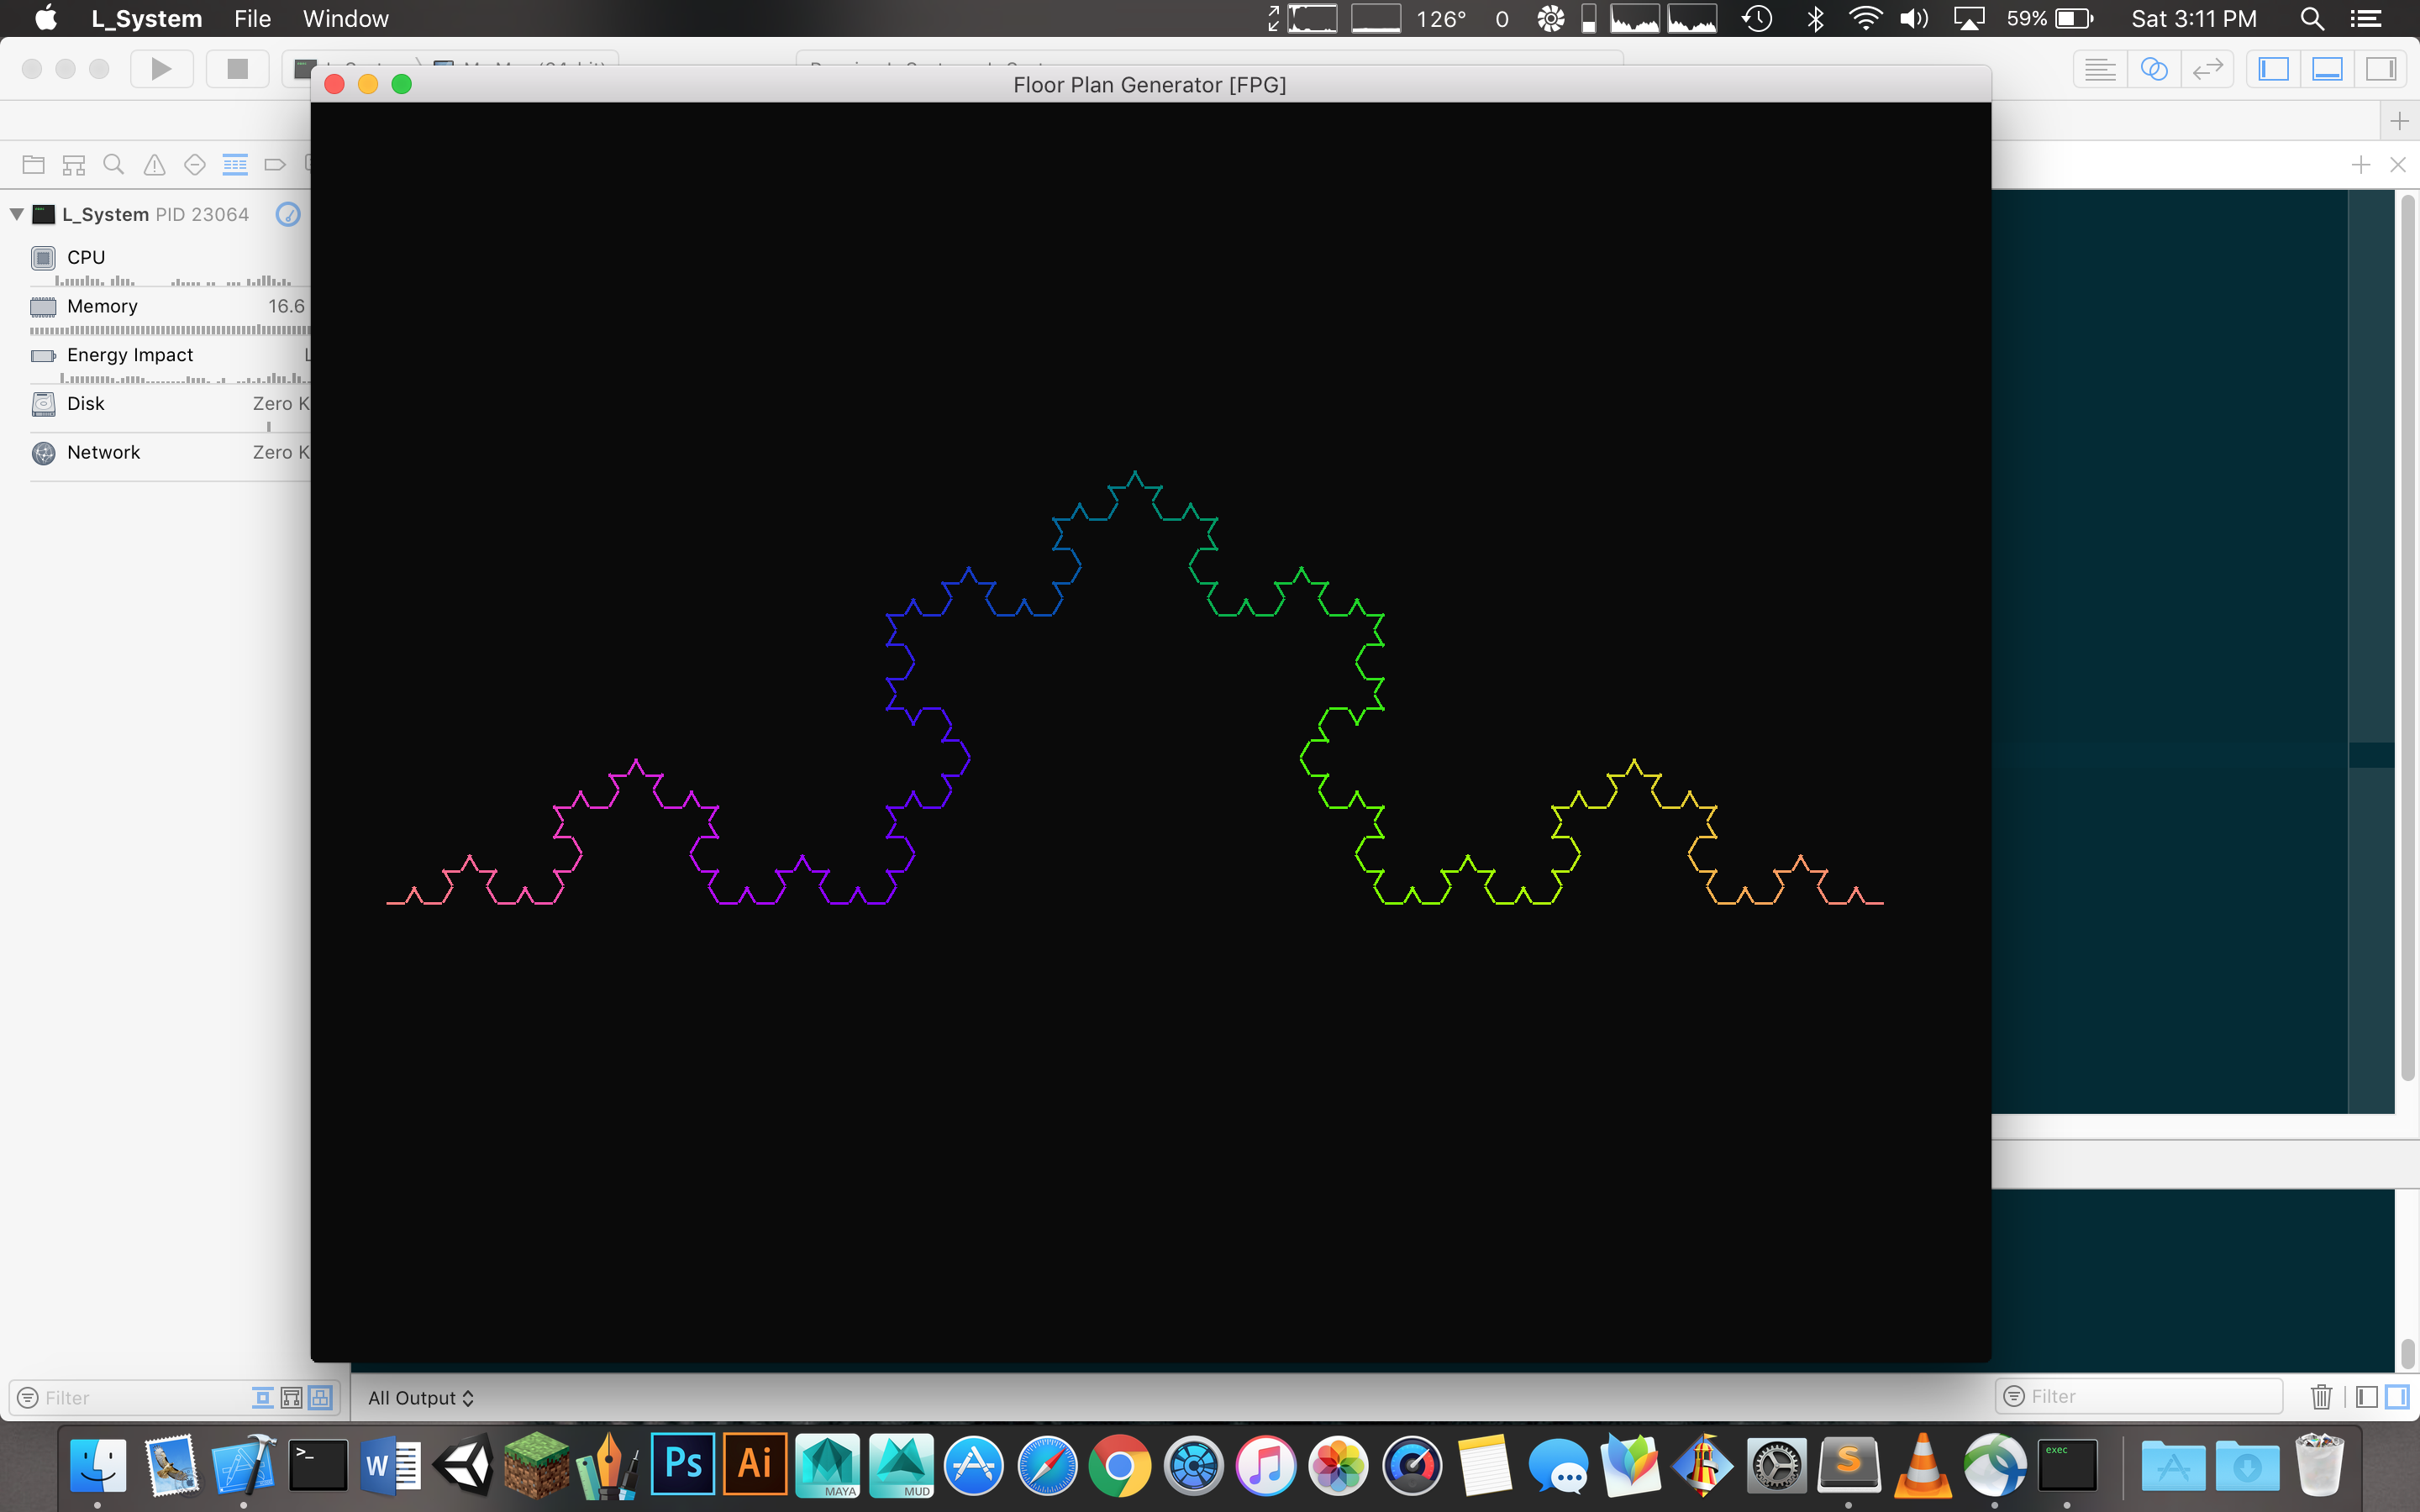 L_System File Window 126° 0 59% Sat 3:11 PM
Floor Plan Generator [FPG]
L_System PID 23064
CPU
Memory 16.6
Energy Impact
Disk Zero K
Network Zero K
Filter All Output Filter
>_ W Ps Ai MAYA MUD S exec